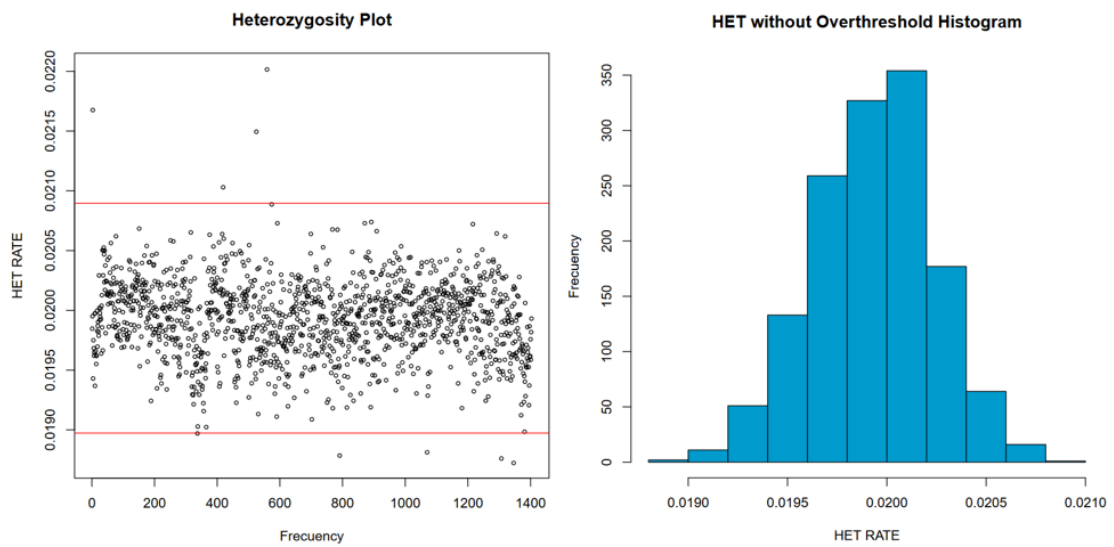 Heterozygosity Plot
HET RATE
0.0220
0.0215
0.0210
0.0205
0.0200
0.0195
0.0190
0 200 400 600 800 1000 1200 1400
Frecuency
HET without Overthreshold Histogram
Frecuency
350
300
250
200
150
100
50
0
0.0190 0.0195 0.0200 0.0205 0.0210
HET RATE